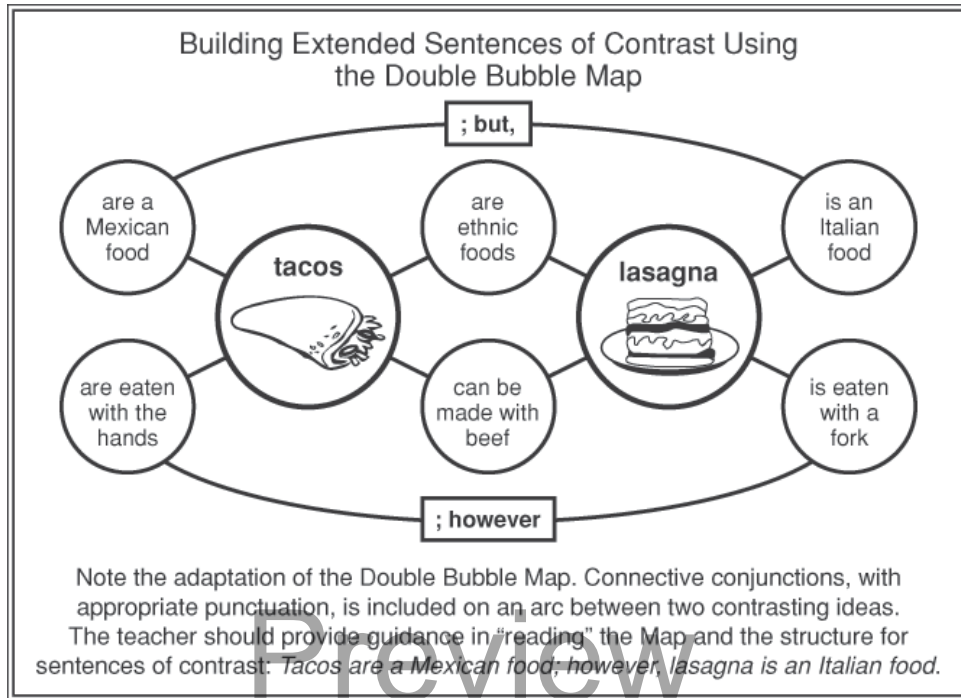 Building Extended Sentences of Contrast Using
the Double Bubble Map
; but,
are a
Mexican
food
are
ethnic
foods
is an
Italian
food
tacos
lasagna
are eaten
with the
hands
can be
made with
beef
is eaten
with a
fork
; however
Note the adaptation of the Double Bubble Map. Connective conjunctions, with
appropriate punctuation, is included on an arc between two contrasting ideas.
The teacher should provide guidance in “reading” the Map and the structure for
sentences of contrast: Tacos are a Mexican food; however, lasagna is an Italian food.
Preview